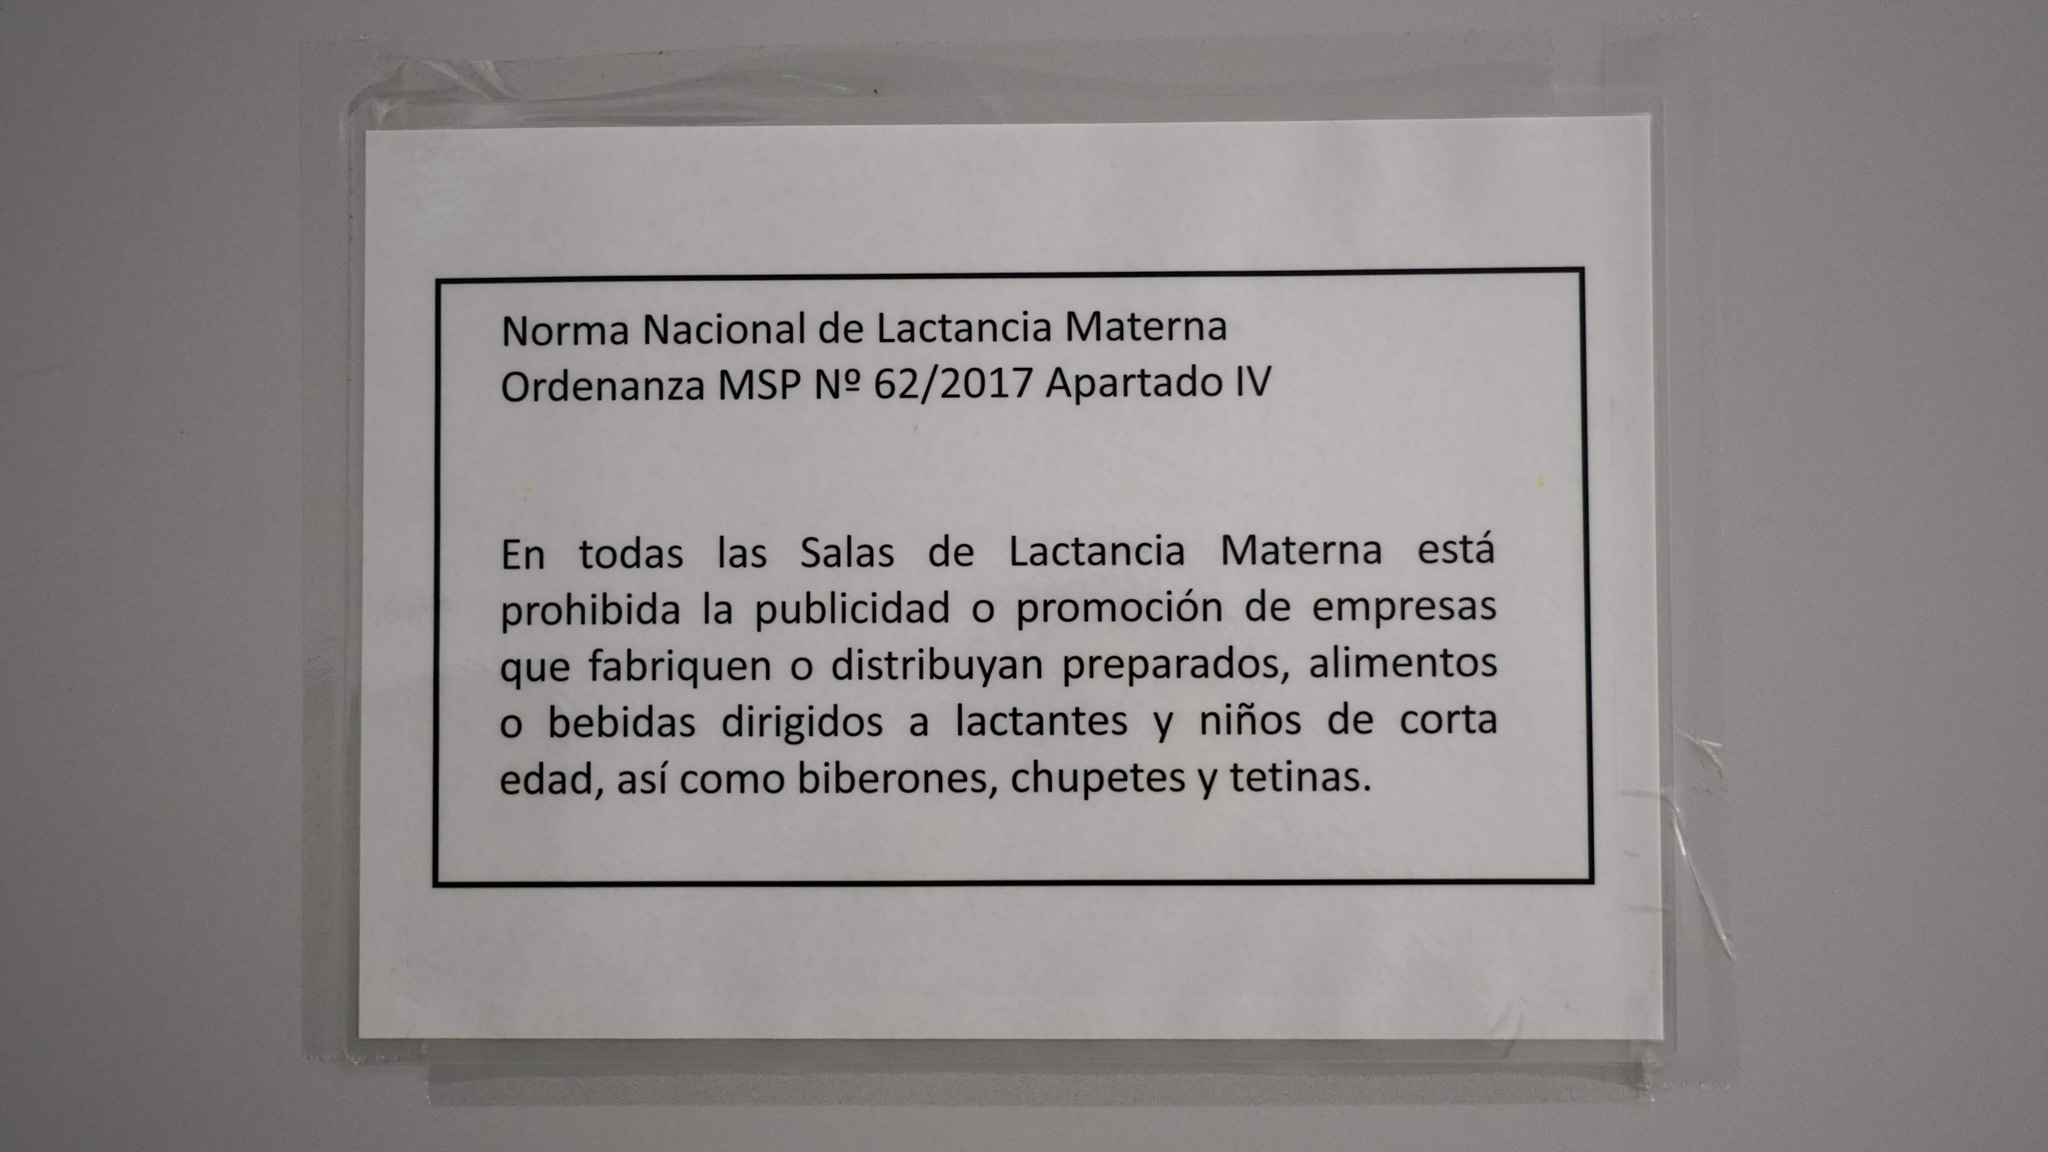 Norma Nacional de Lactancia Materna
Ordenanza MSP Nº 62/2017 Apartado IV
En todas las Salas de Lactancia Materna está
prohibida la publicidad o promoción de empresas
que fabriquen o distribuyan preparados, alimentos
o bebidas dirigidos a lactantes y niños de corta
edad, así como biberones, chupetes y tetinas.